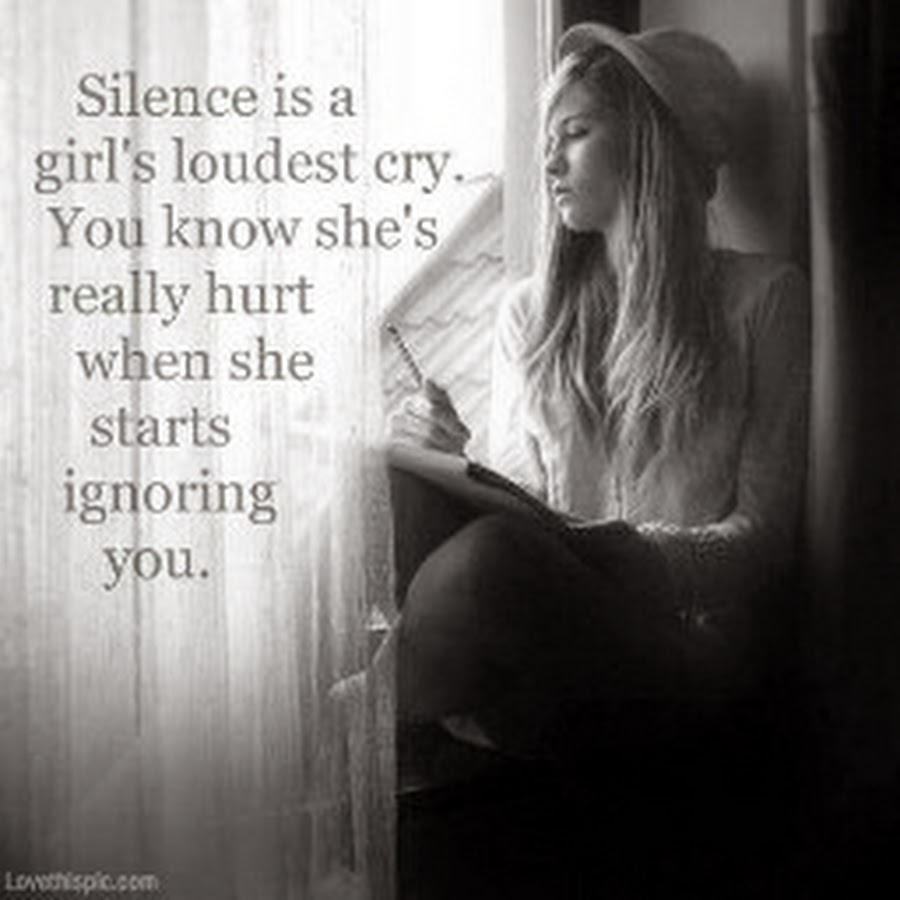 Silence is a
girl's loudest cry.
You know she's
really hurt
when she
starts
ignoring
you.
Lovethispic.com